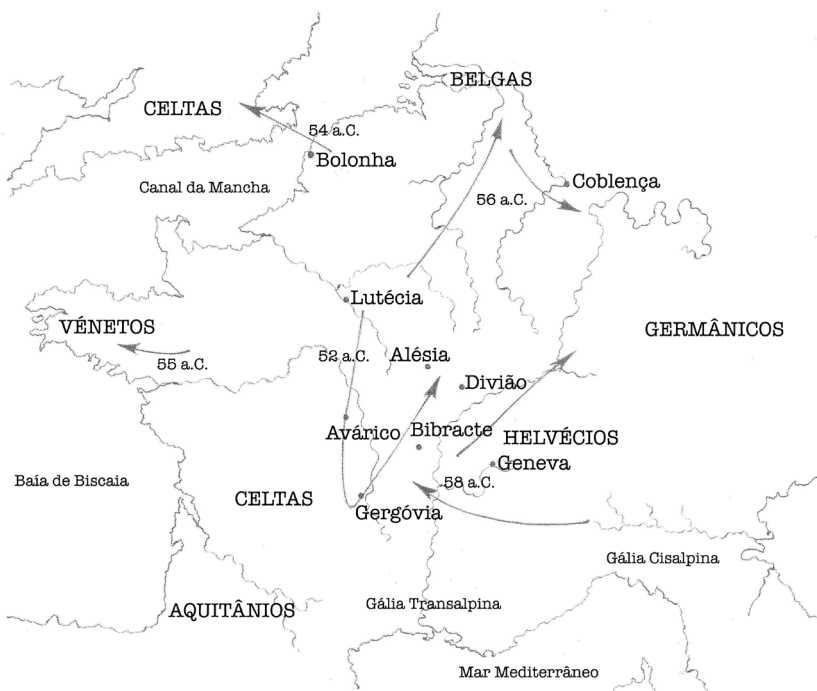 BELGAS
CELTAS
54 a.C.
Bolonha
Coblença
Canal da Mancha
56 a.C.
Lutécia
VÉNETOS
GERMÂNICOS
52 a.C.
Alésia
55 a.C.
Divião
Avárico
Bibracte
HELVÉCIOS
Geneva
Baía de Biscaia
58 a.C.
CELTAS
Gergóvia
Gália Cisalpina
AQUITÂNIOS
Gália Transalpina
Mar Mediterrâneo